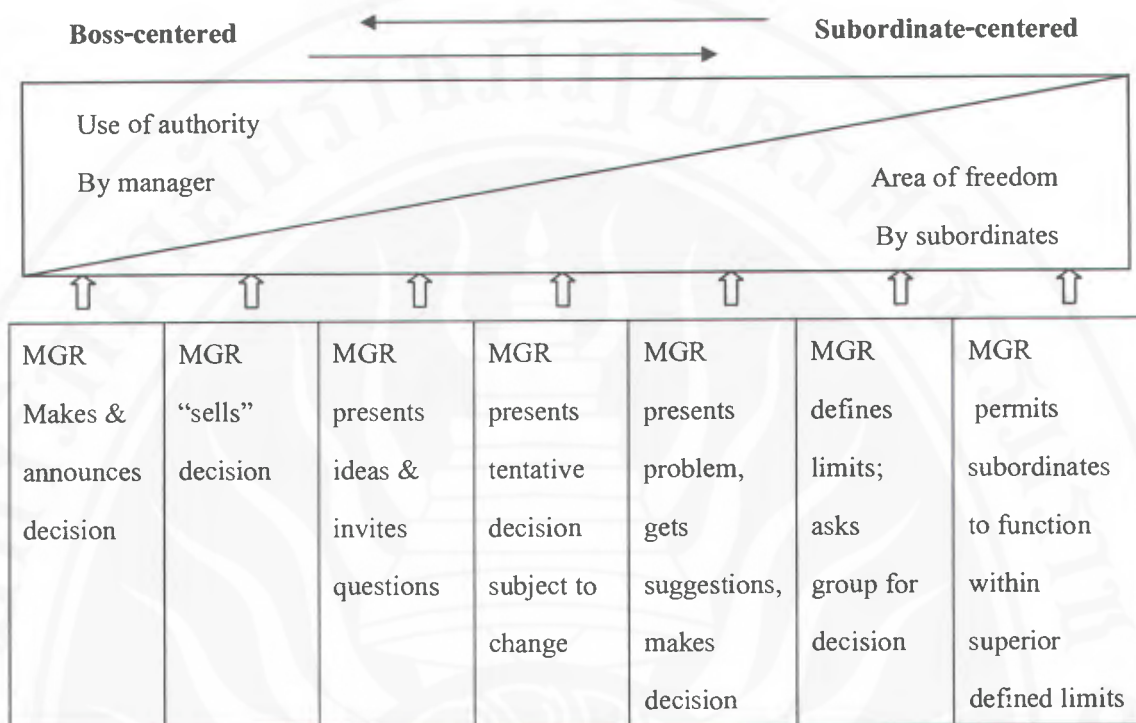 Boss-centered
Subordinate-centered
Use of authority
By manager
Area of freedom
By subordinates
MGR
Makes &
announces
decision
MGR
“sells”
decision
MGR
presents
ideas &
invites
questions
MGR
presents
tentative
decision
subject to
change
MGR
presents
problem,
gets
suggestions,
makes
decision
MGR
defines
limits;
asks
group for
decision
MGR
permits
subordinates
to function
within
superior
defined limits